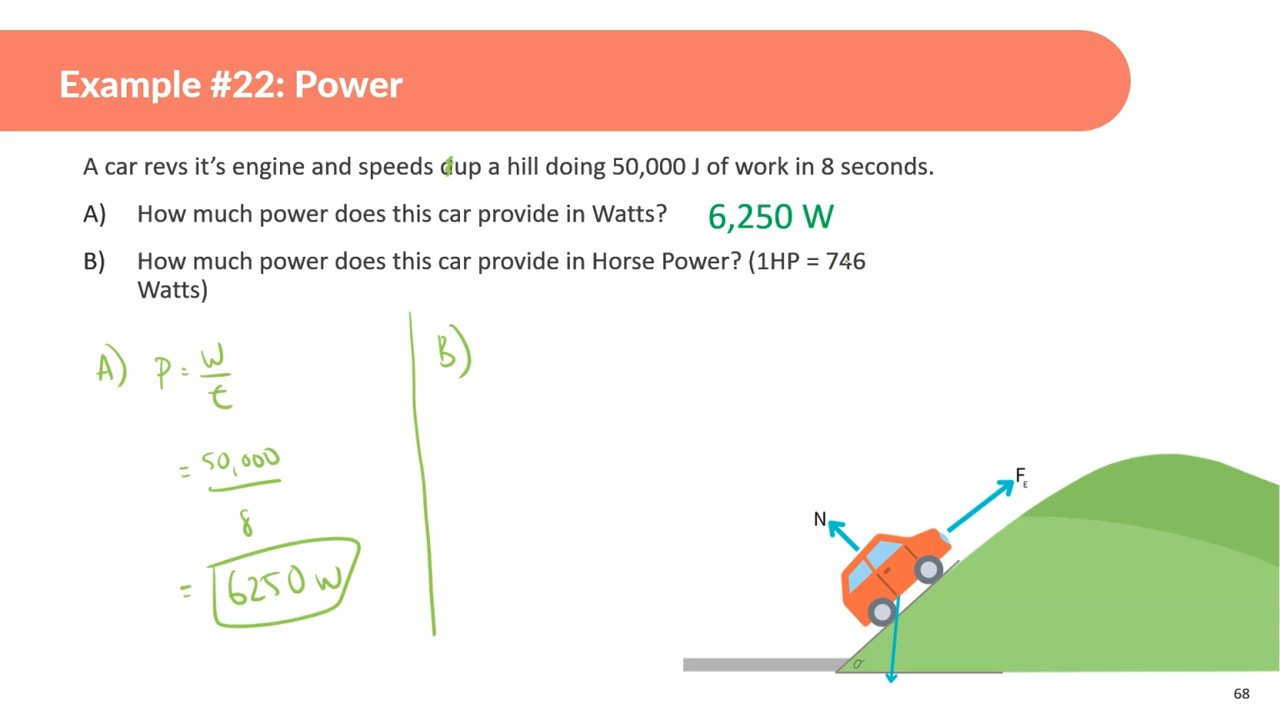 Example #22: Power
A car revs it's engine and speeds up a hill doing 50,000 J of work in 8 seconds.
A) How much power does this car provide in Watts? 6,250 W
B) How much power does this car provide in Horse Power? (1HP = 746
Watts)
A) P = W
t
= 50,000
8
= 6250 W
B)
N
F
E
σ
68